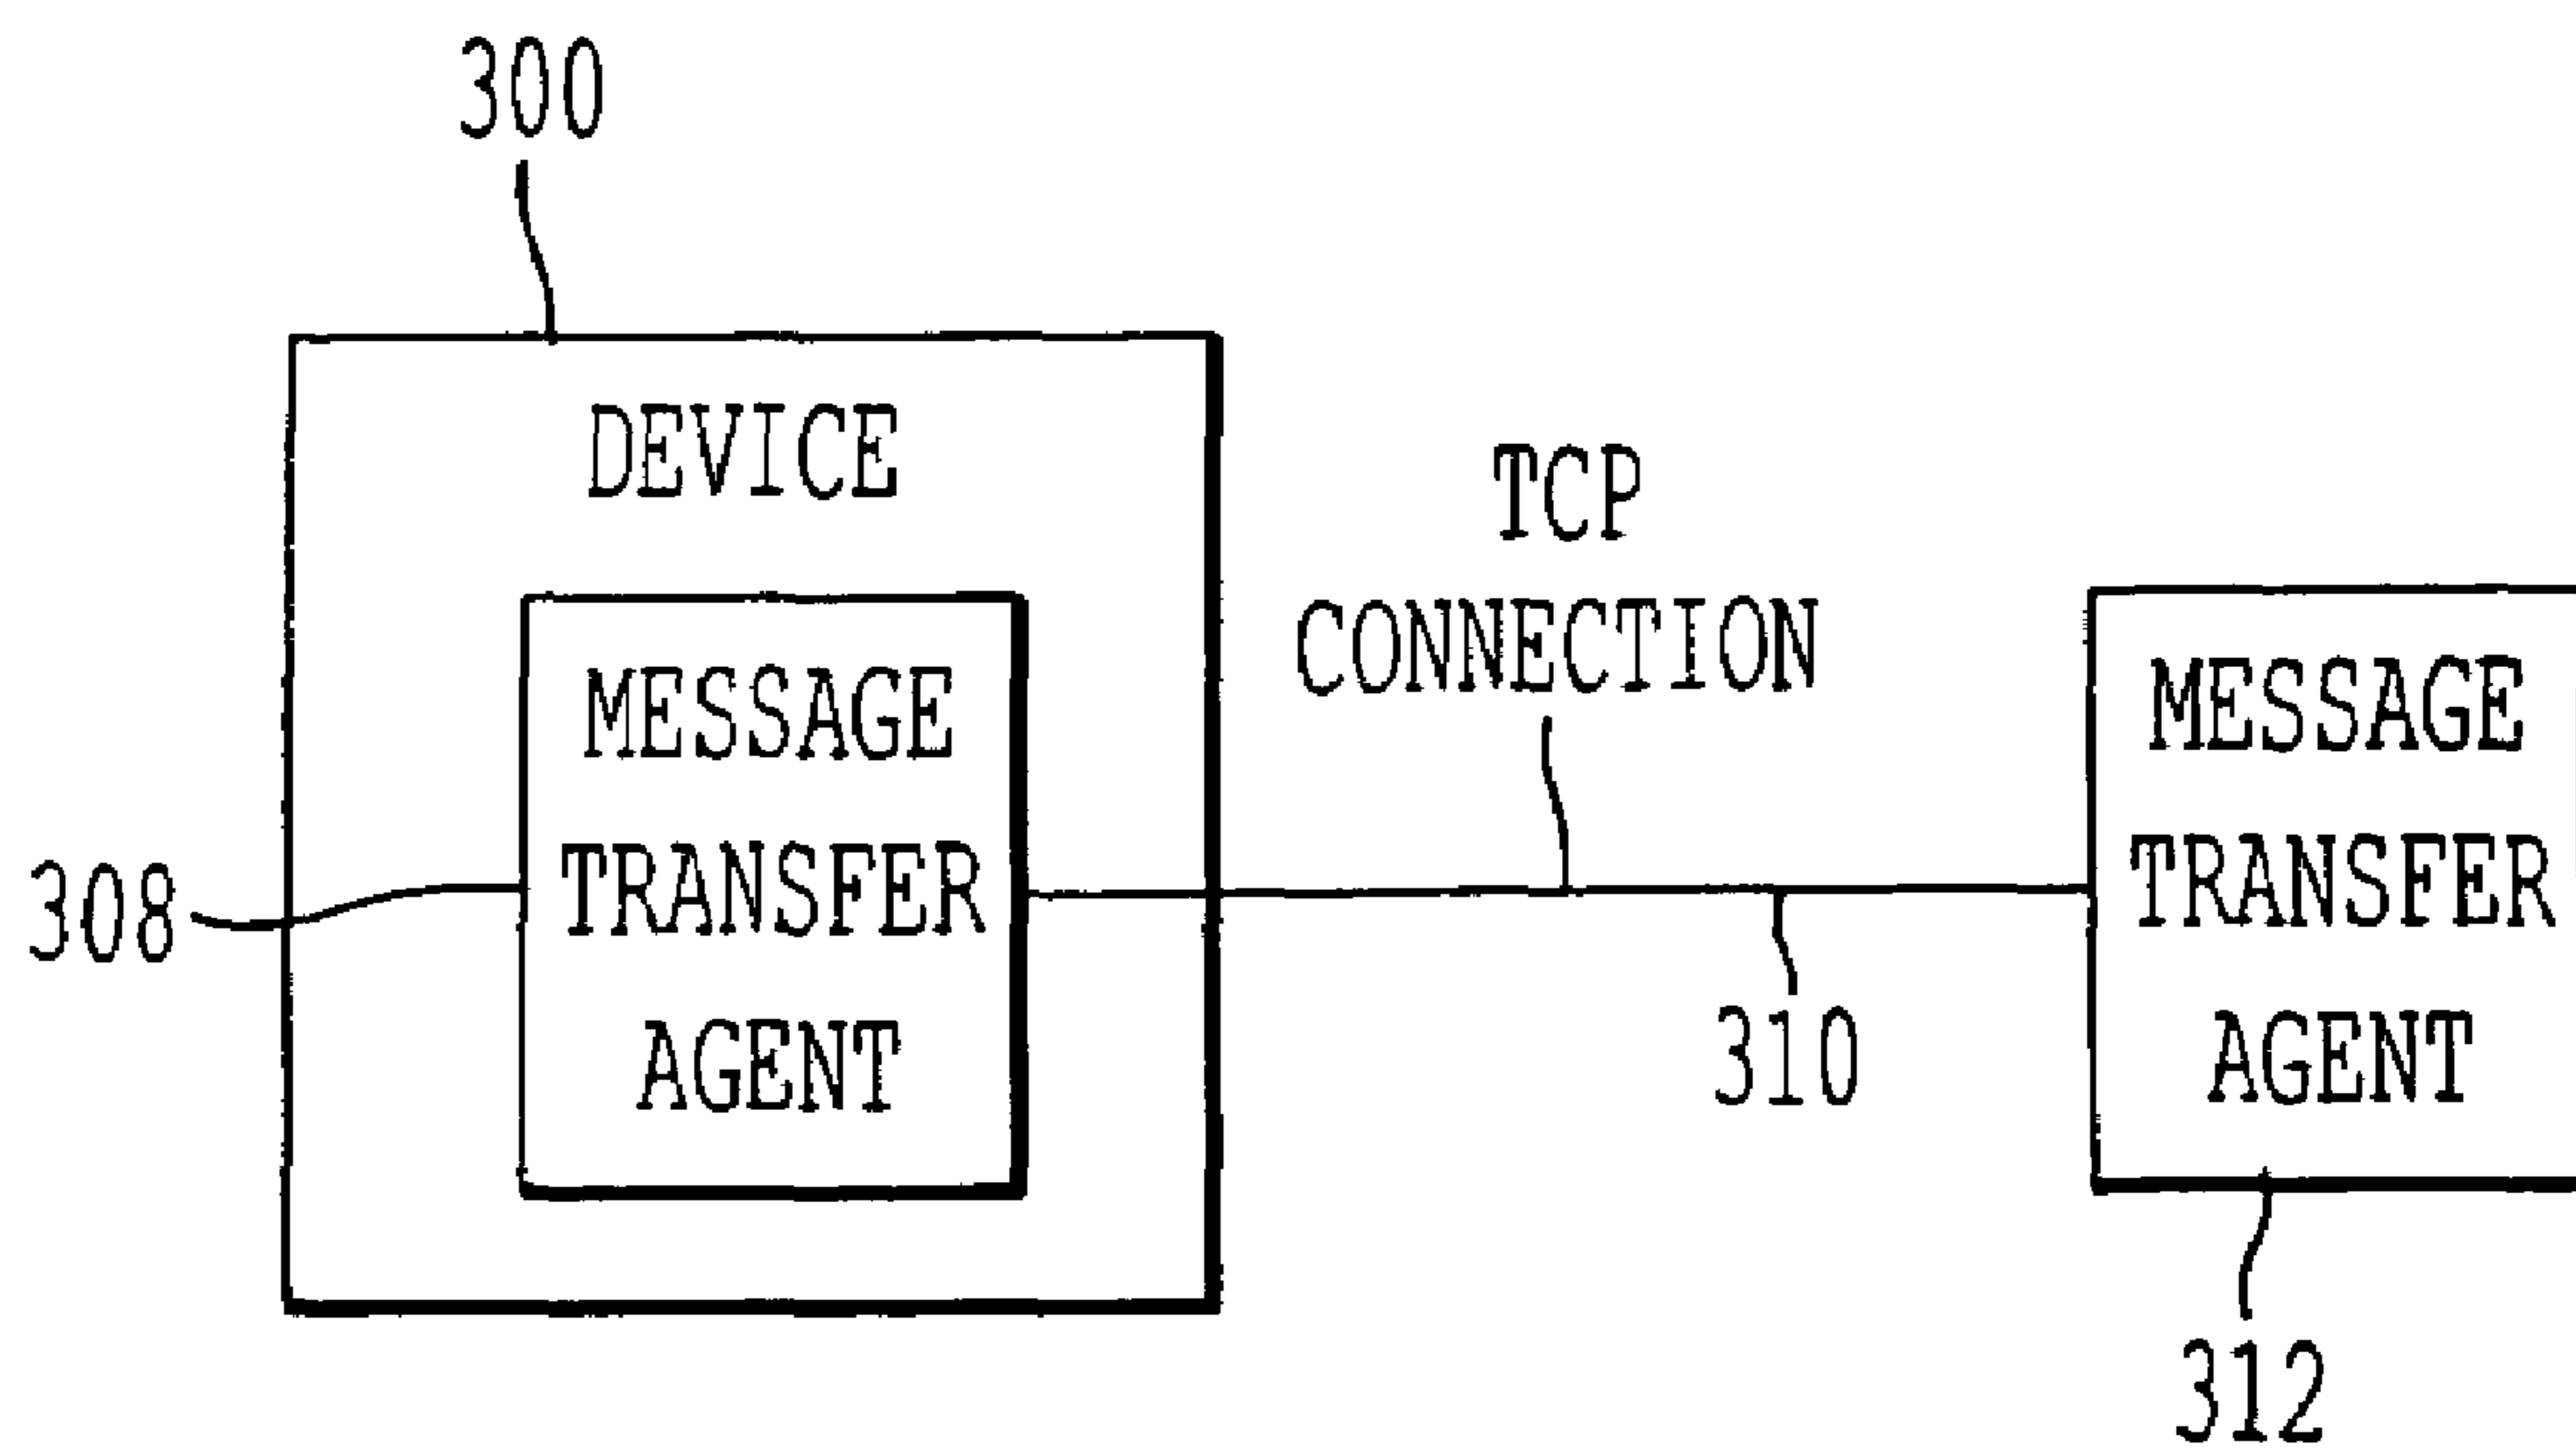 300
DEVICE
MESSAGE
TRANSFER
AGENT
308
TCP
CONNECTION
310
MESSAGE
TRANSFER
AGENT
312